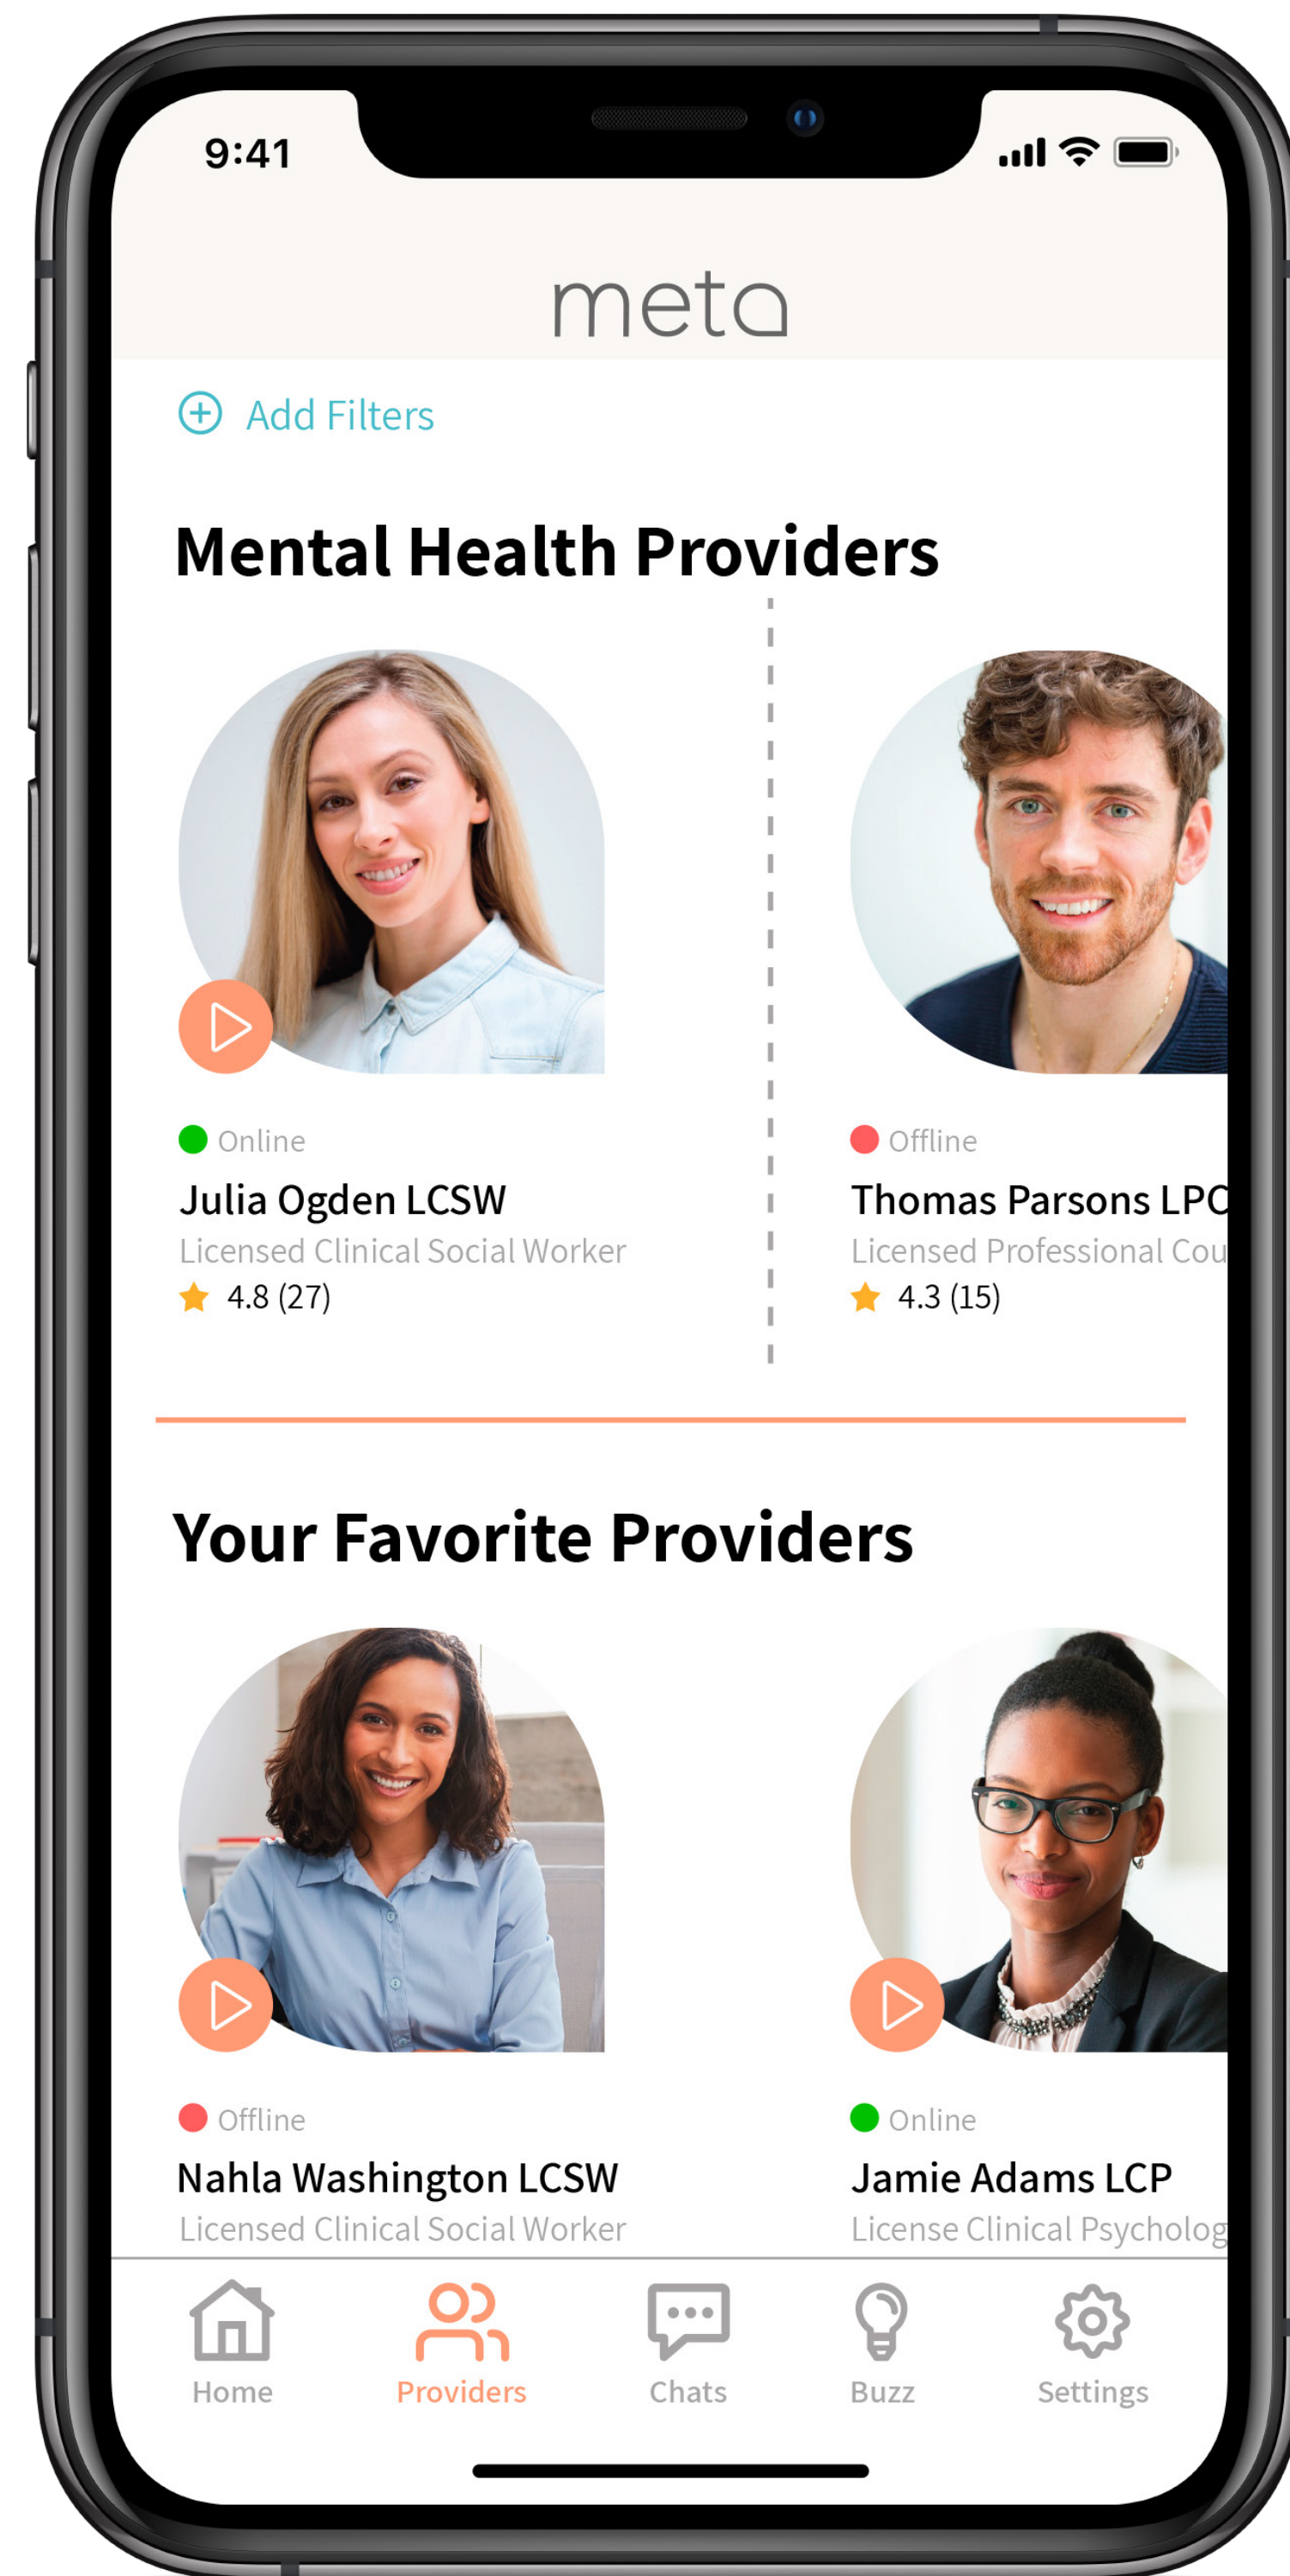 9:41
meta
Add Filters
Mental Health Providers
Online
Julia Ogden LCSW
Licensed Clinical Social Worker
4.8 (27)
Offline
Thomas Parsons LPC
Licensed Professional Cou
4.3 (15)
Your Favorite Providers
Offline
Nahla Washington LCSW
Licensed Clinical Social Worker
Online
Jamie Adams LCP
License Clinical Psycholog
Home
Providers
Chats
Buzz
Settings